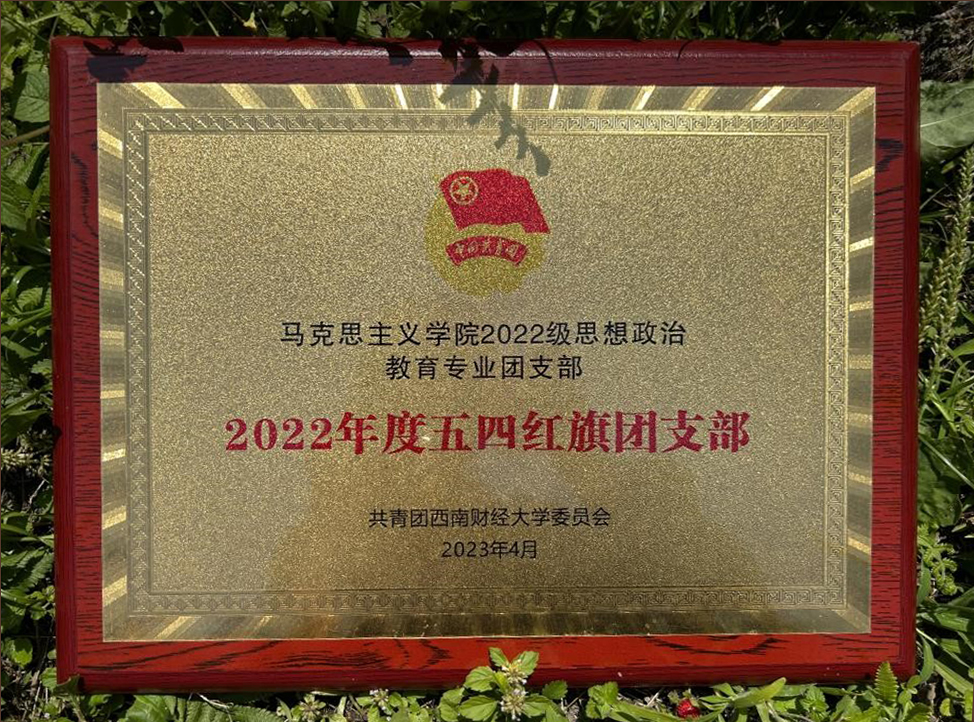 中国共青团
马克思主义学院2022级思想政治
教育专业团支部
2022年度五四红旗团支部
共青团西南财经大学委员会
2023年4月